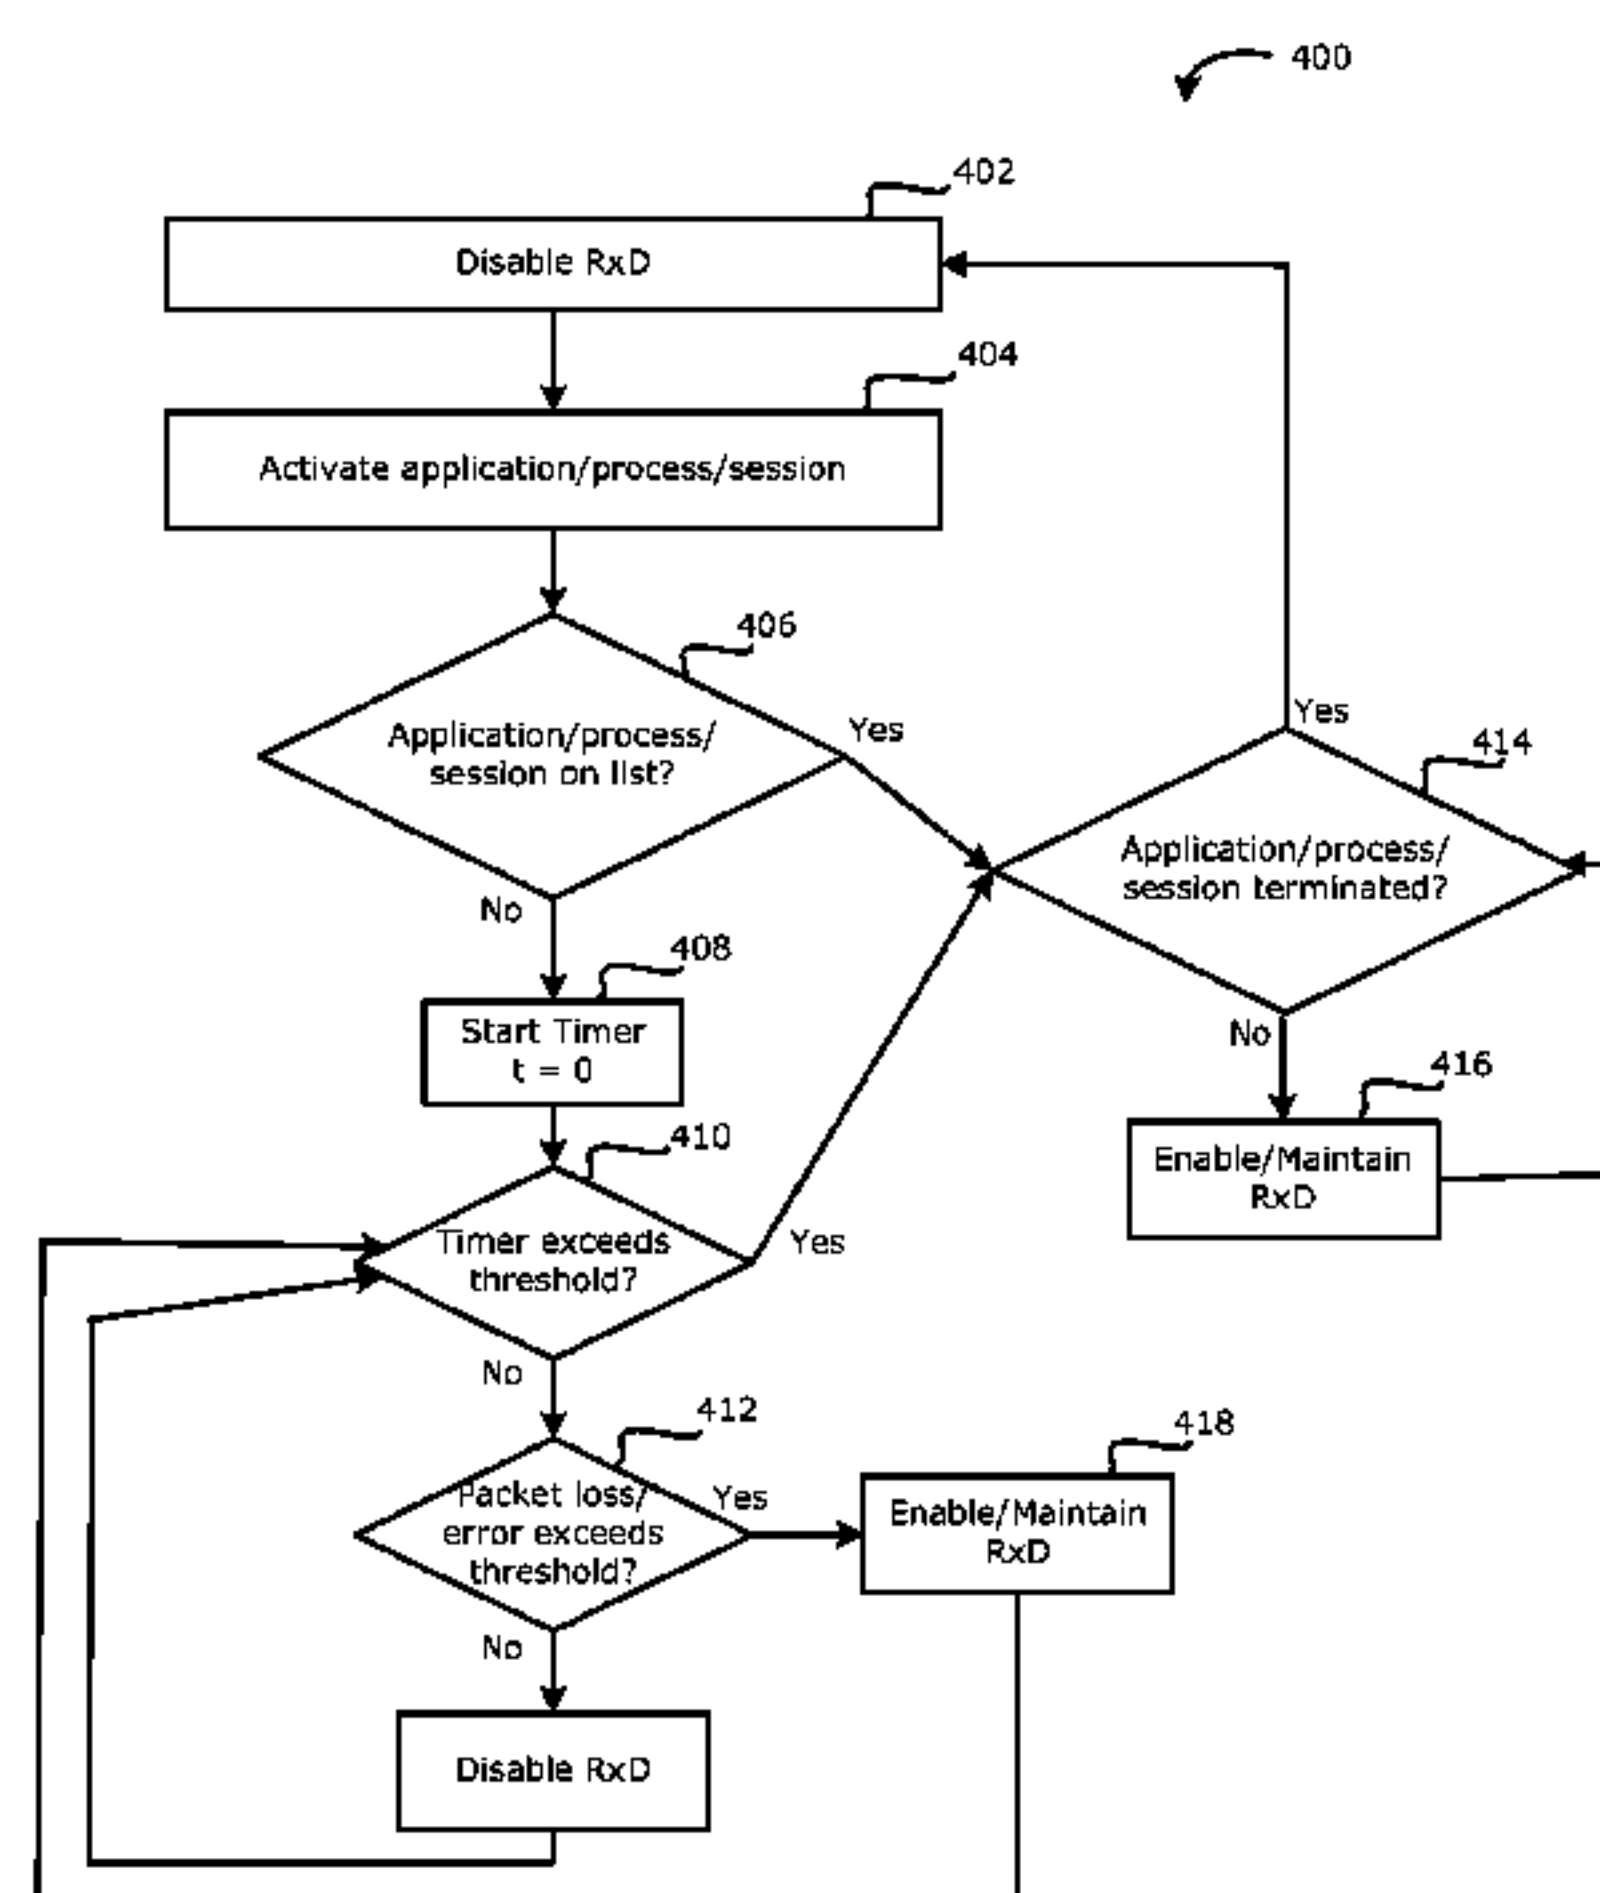 400
402
Disable RxD
404
Activate application/process/session
406
Application/process/
session on list?
Yes
No
Yes
414
Application/process/
session terminated?
No
408
Start Timer
t = 0
416
Enable/Maintain
RxD
410
Timer exceeds
threshold?
Yes
No
412
Packet loss/
error exceeds
threshold?
Yes
418
Enable/Maintain
RxD
No
Disable RxD